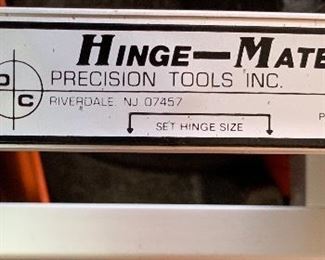 HINGE—MATE
PRECISION TOOLS INC.
RIVERDALE, NJ 07457
P
C
SET HINGE SIZE